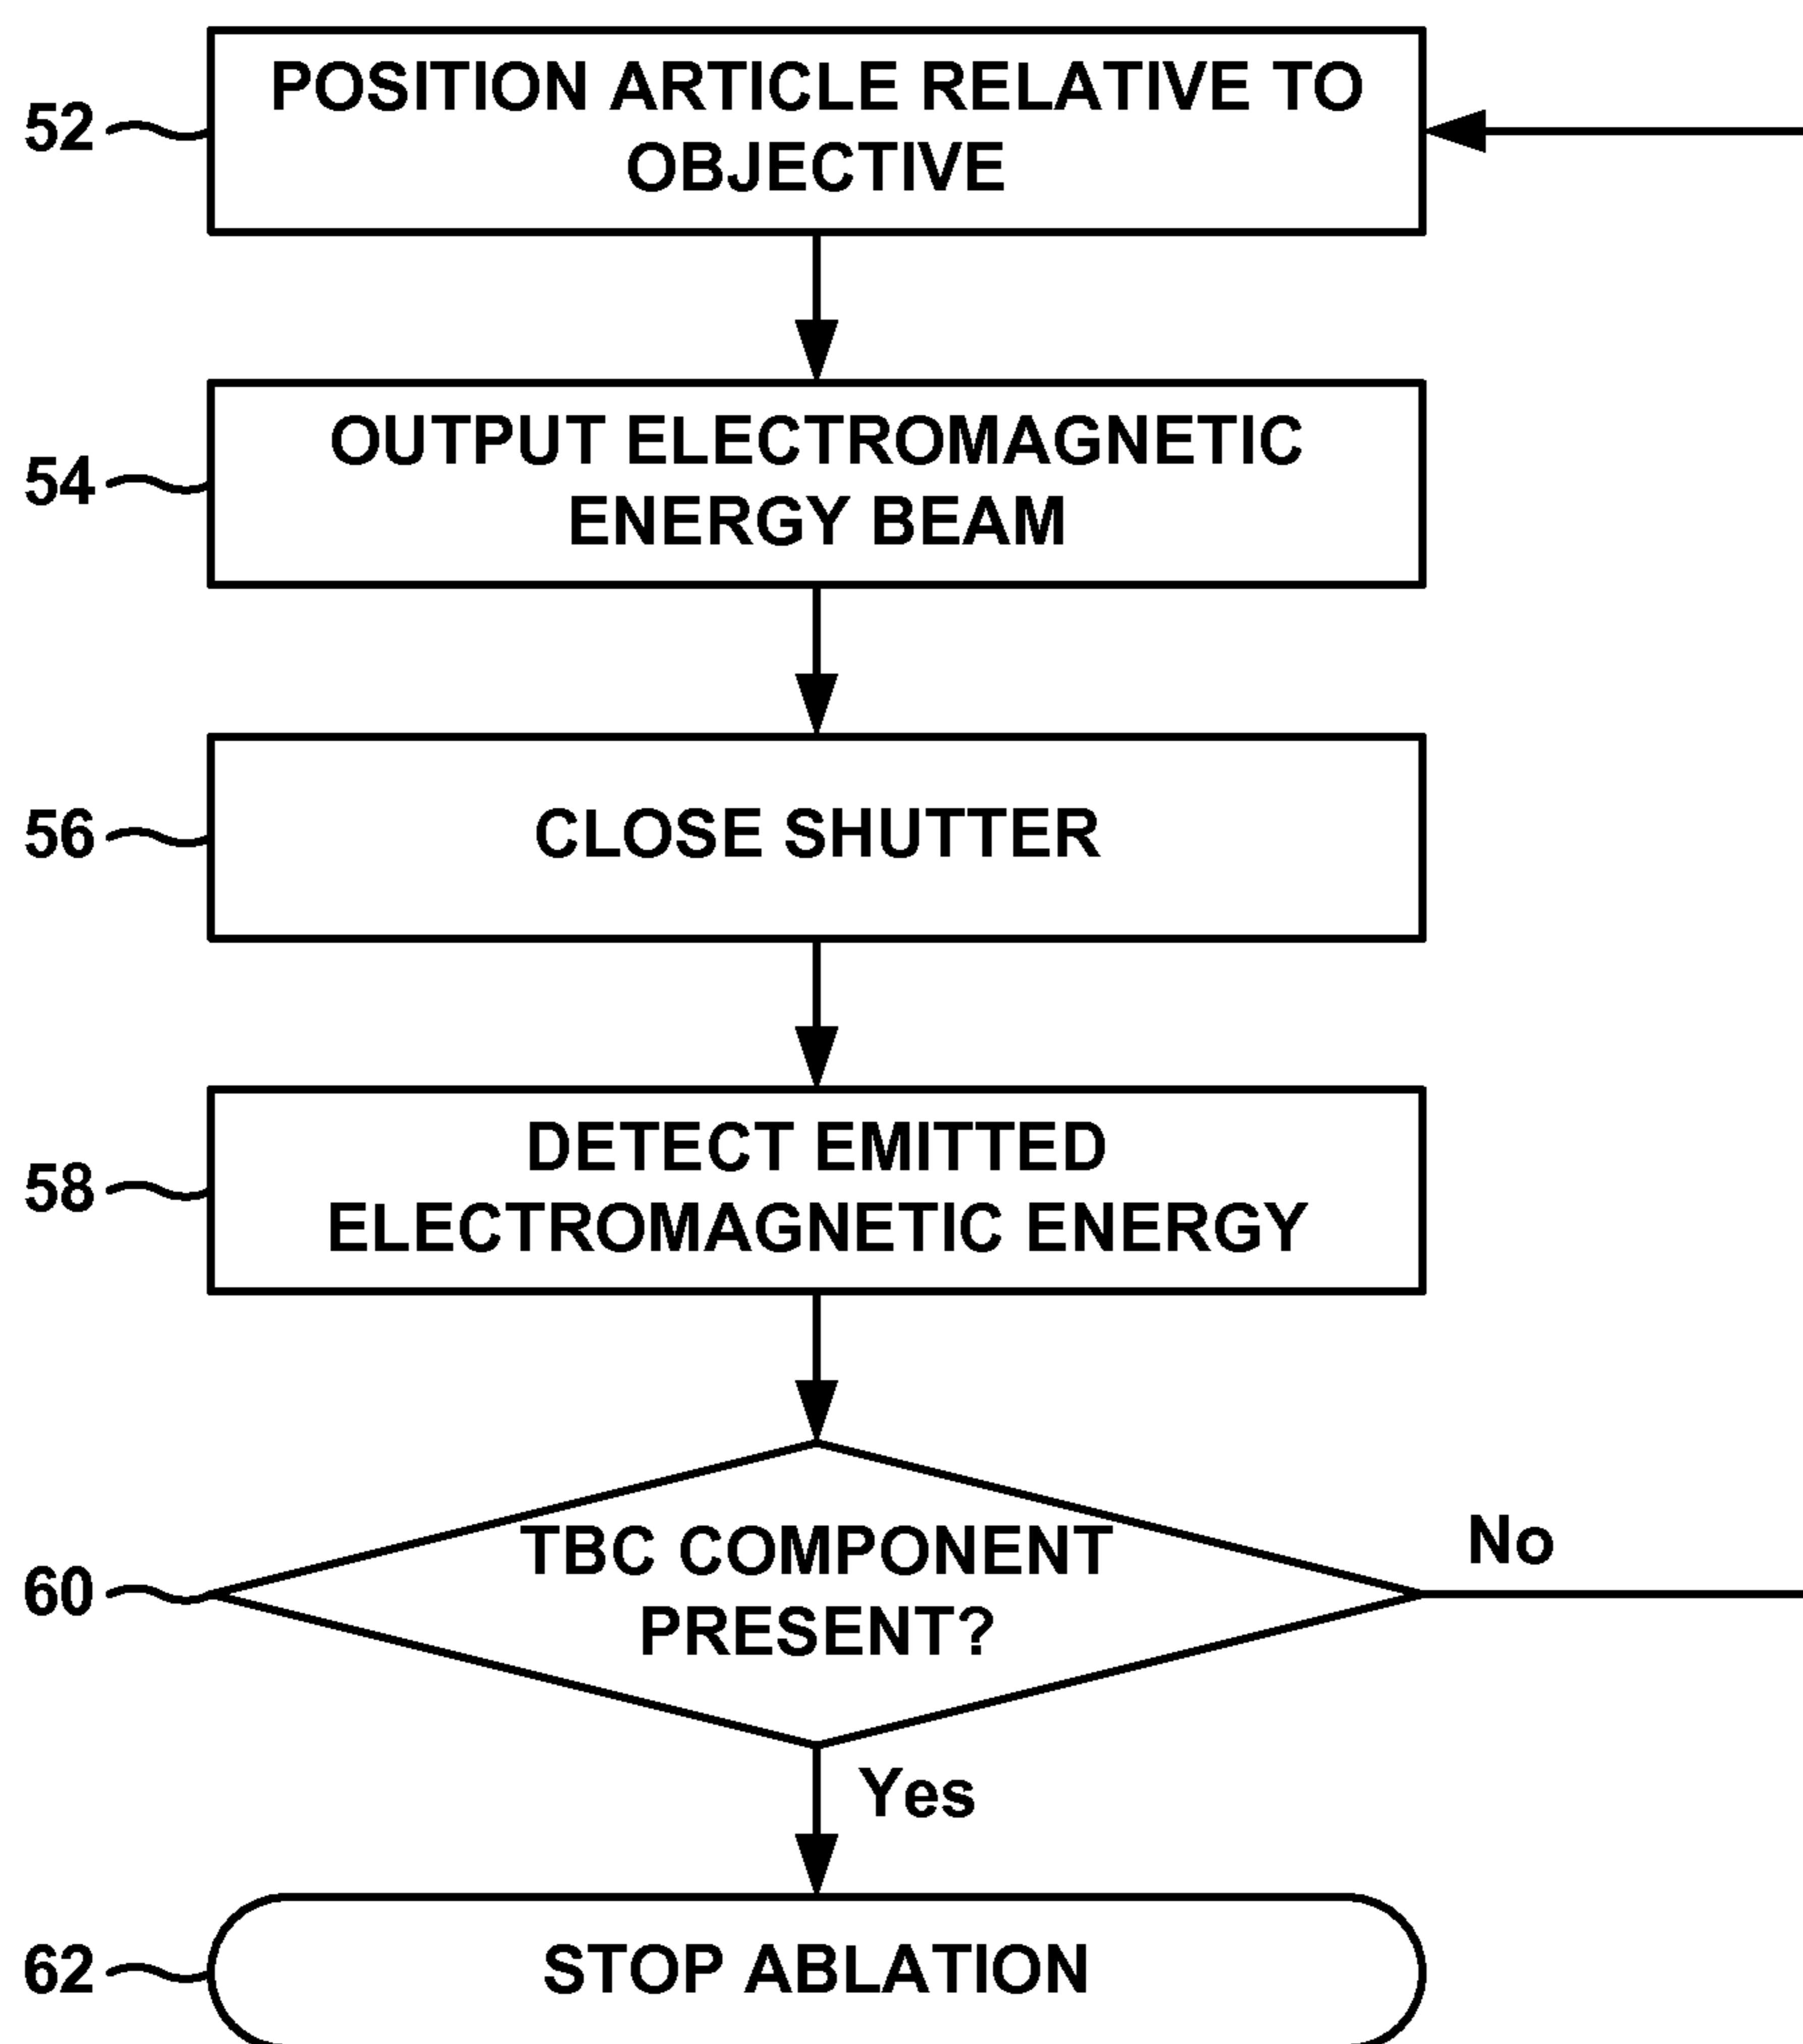 52
POSITION ARTICLE RELATIVE TO
OBJECTIVE
54
OUTPUT ELECTROMAGNETIC
ENERGY BEAM
56
CLOSE SHUTTER
58
DETECT EMITTED
ELECTROMAGNETIC ENERGY
60
TBC COMPONENT
PRESENT?
No
Yes
62
STOP ABLATION